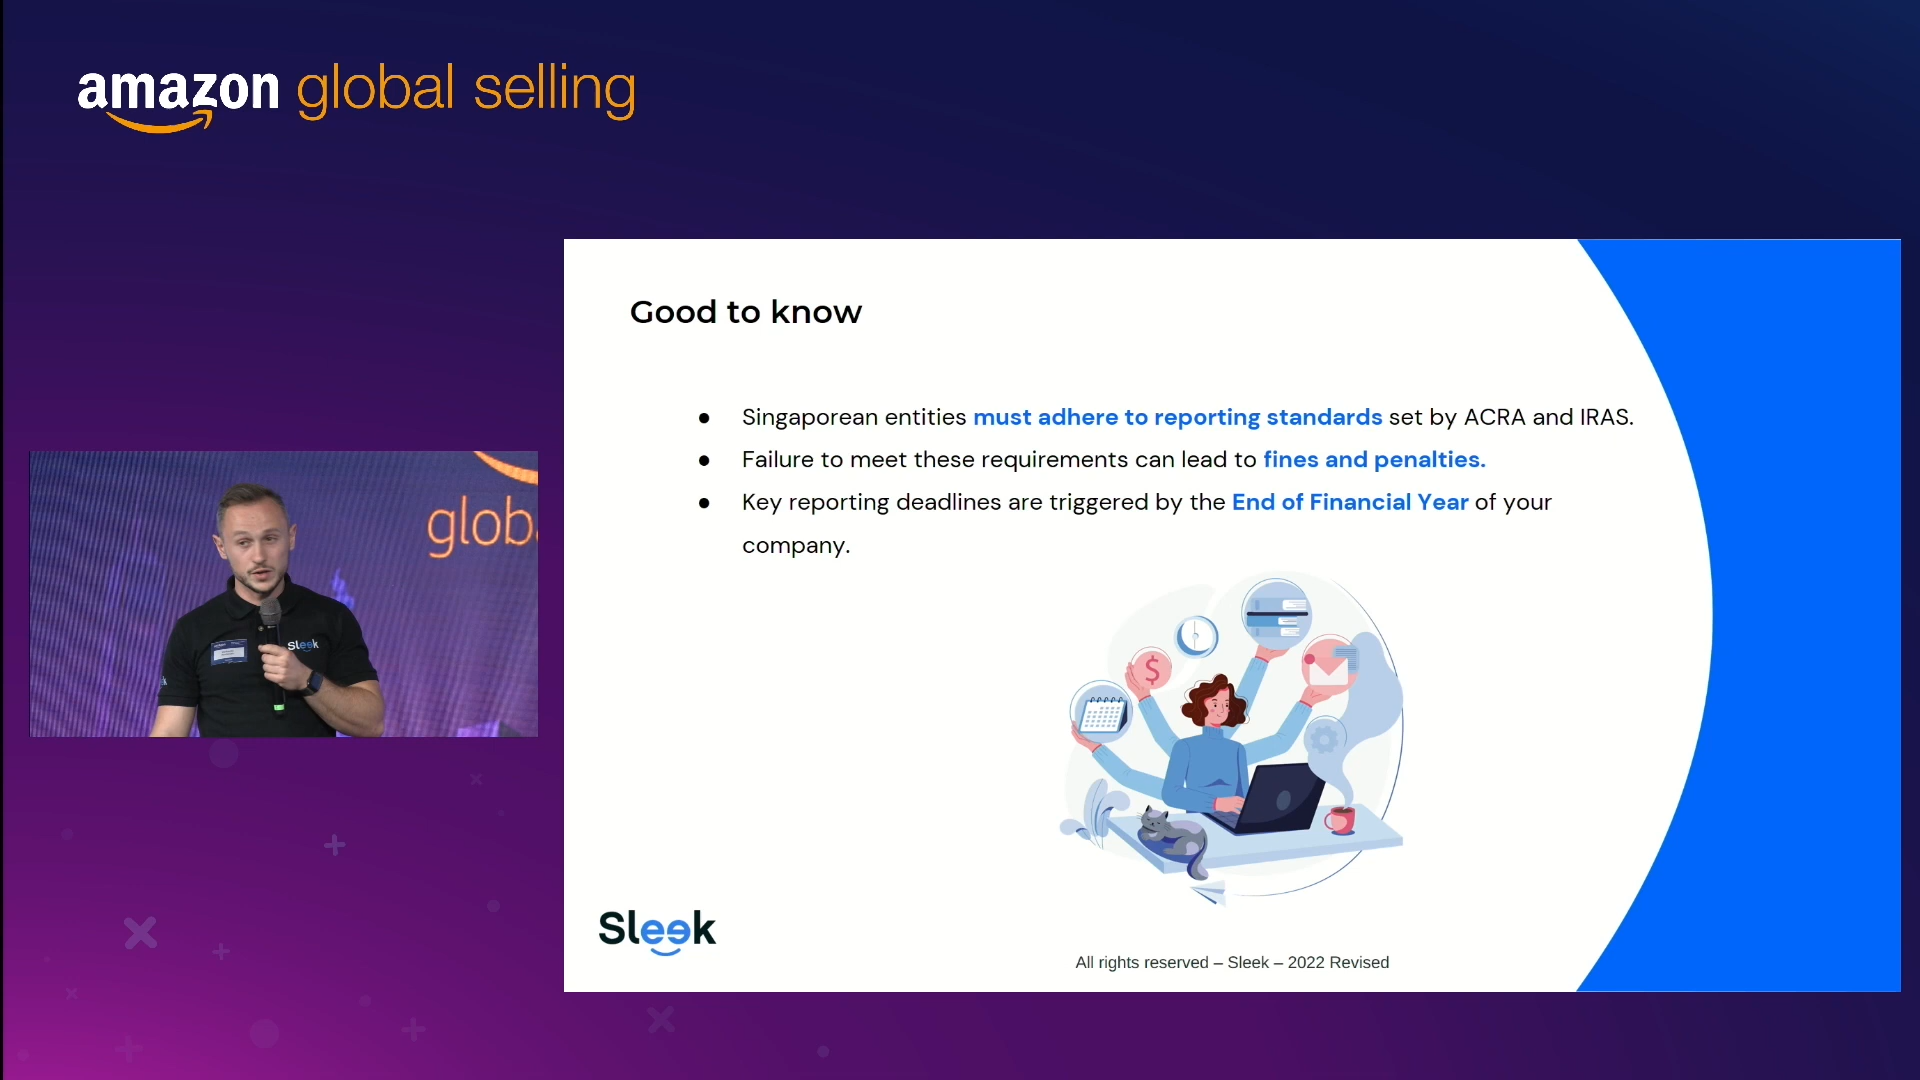 amazon global selling
Good to know
● Singaporean entities must adhere to reporting standards set by ACRA and IRAS.
● Failure to meet these requirements can lead to fines and penalties.
● Key reporting deadlines are triggered by the End of Financial Year of your
company.
glob
Sleek
$
Sleek
All rights reserved – Sleek – 2022 Revised